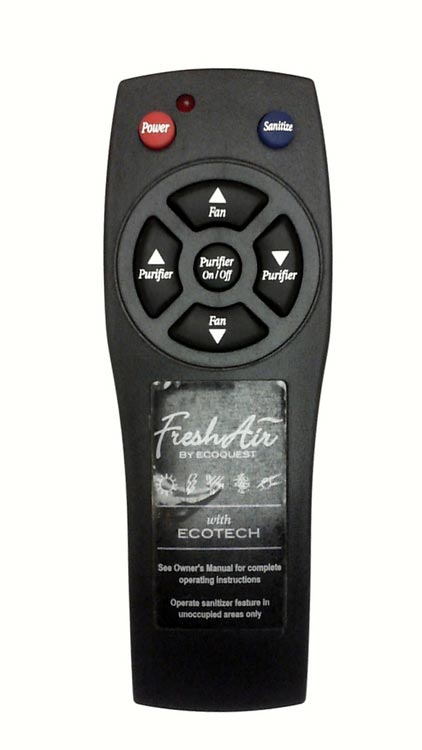 Power
Sanitize
Fan
Purifier
Purifier
On / Off
Purifier
Fan
FreshAir
BY ECOQUEST
with
ECOTECH
See Owner's Manual for complete
operating instructions
Operate sanitizer feature in
unoccupied areas only